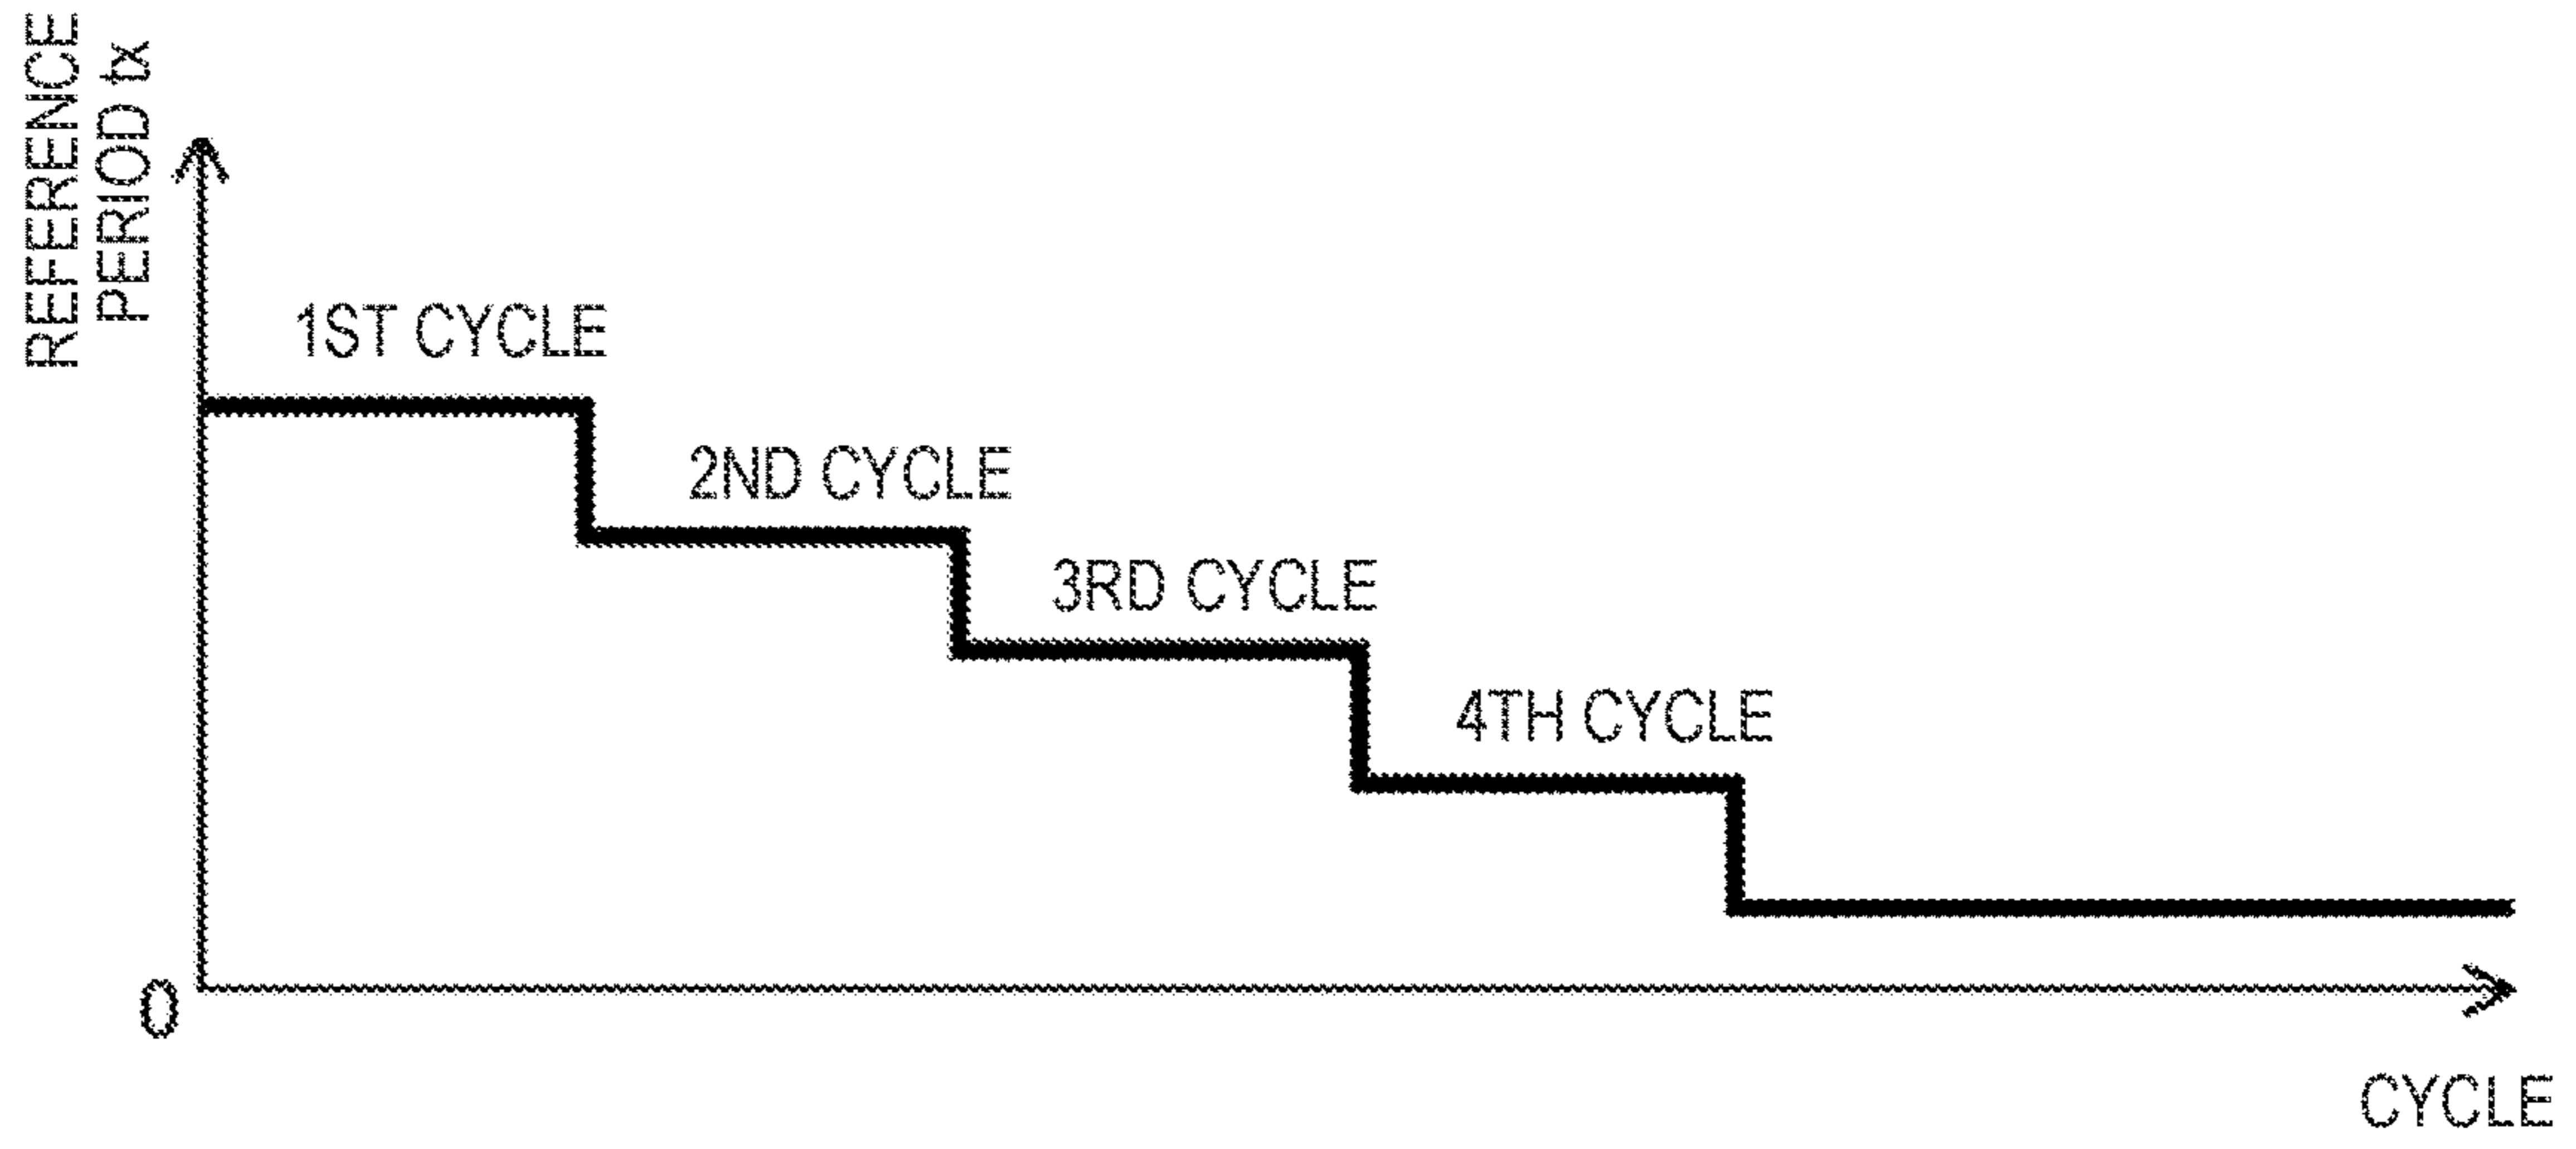 REFERENCE
PERIOD tx
1ST CYCLE
2ND CYCLE
3RD CYCLE
4TH CYCLE
0
CYCLE